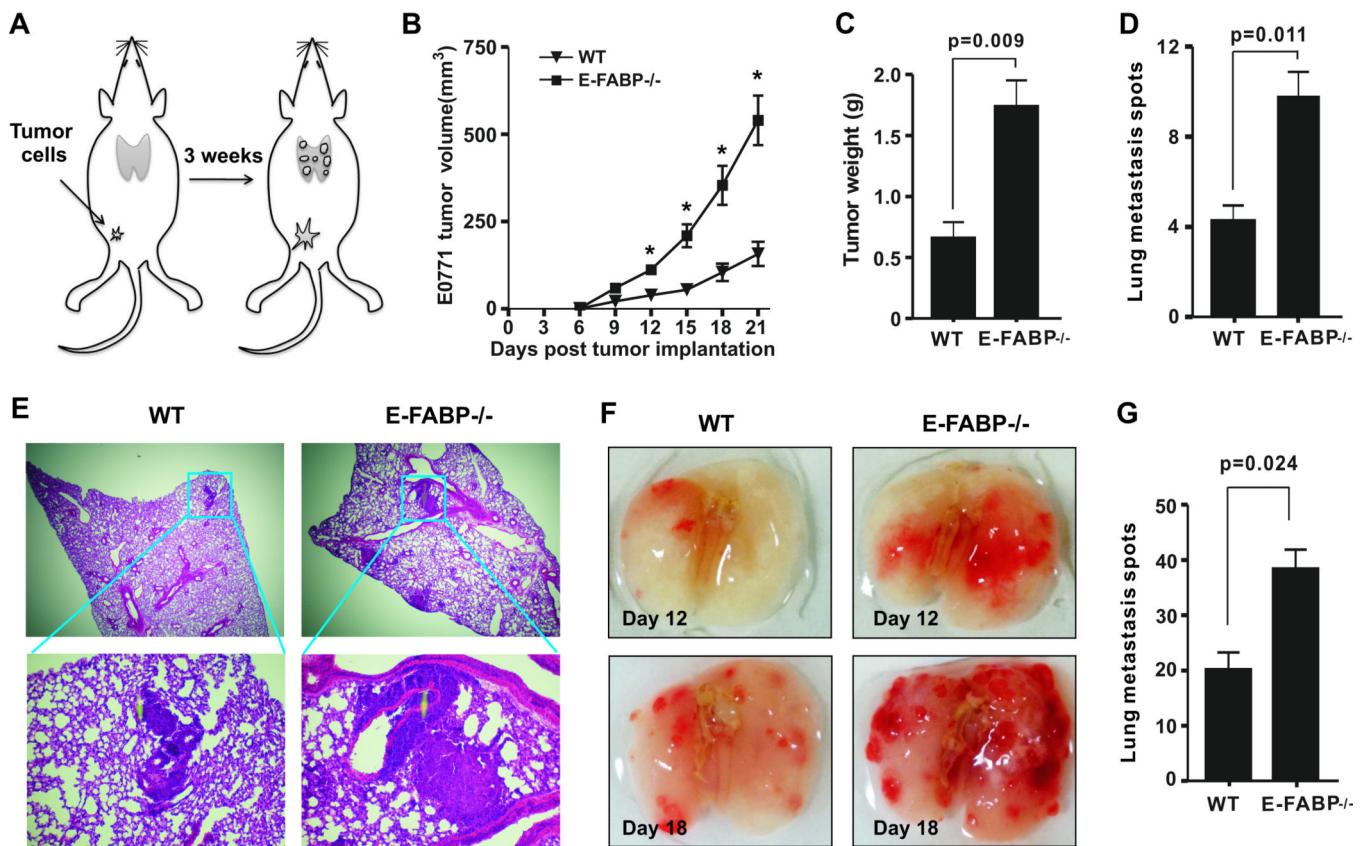 A
Tumor
cells
3 weeks
B
E0771 tumor volume(mm³)
750
500
250
0
WT
E-FABP-/-
*
*
*
*
*
0 3 6 9 12 15 18 21
Days post tumor implantation
C
p=0.009
Tumor weight (g)
2.0
1.5
1.0
0.5
0
WT E-FABP-/-
D
p=0.011
Lung metastasis spots
12
8
4
0
WT E-FABP-/-
E
WT E-FABP-/-
F
WT E-FABP-/-
Day 12
Day 12
Day 18
Day 18
G
p=0.024
Lung metastasis spots
50
40
30
20
10
0
WT E-FABP-/-